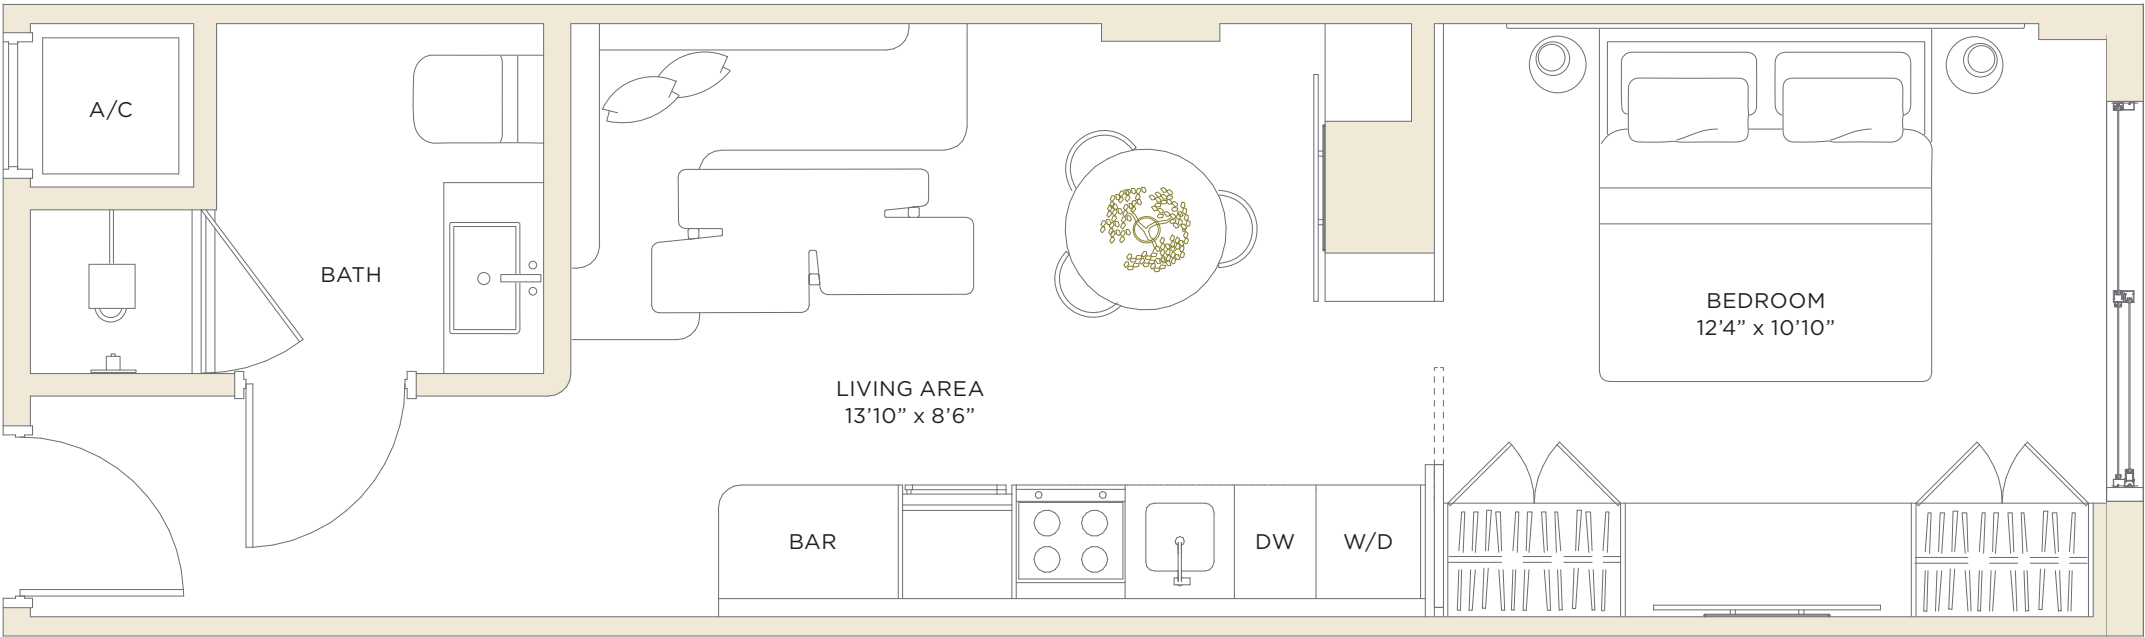 A/C
BATH
LIVING AREA
13’10” x 8’6”
BAR
DW
W/D
BEDROOM
12’4” x 10’10”